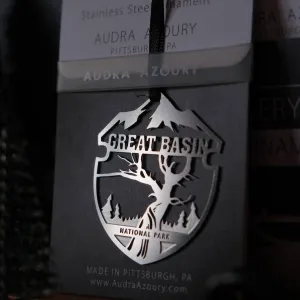 Stainless Steel Ornament
AUDRA AZOURY
PITTSBURGH, PA
AUDRA AZOURY
GREAT BASIN
NATIONAL PARK
MADE IN PITTSBURGH, PA
www.AudraAzoury.com